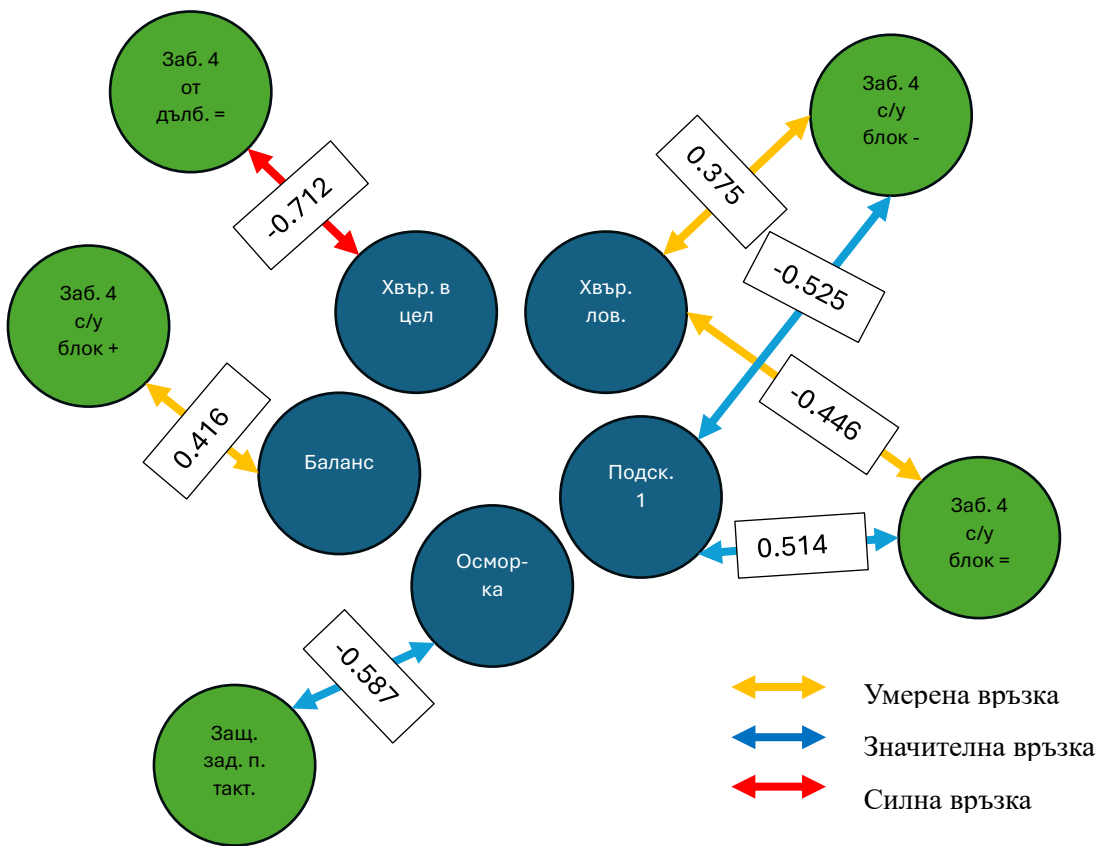 Заб. 4
от
дълб. =
Заб. 4
с/у
блок -
0.375
-0.712
Хвър. в
цел
Хвър.
лов.
-0.525
Заб. 4
с/у
блок +
0.416
-0.446
Баланс
Подск.
1
Заб. 4
с/у
блок =
0.514
Осмор-
ка
-0.587
Защ.
зад. п.
такт.
Умерена връзка
Значителна връзка
Силна връзка